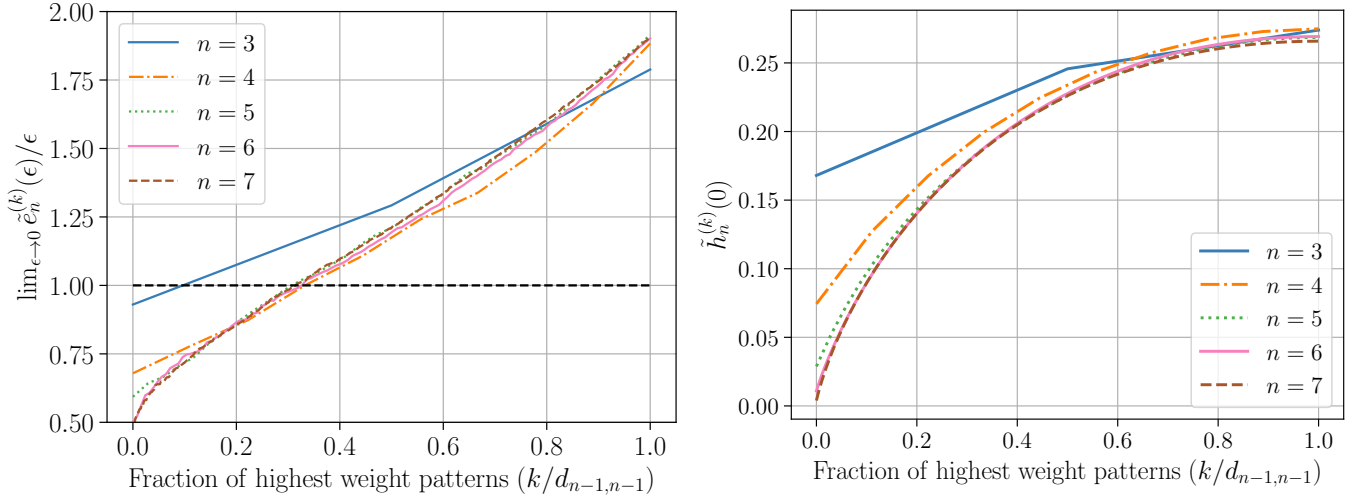 2.00
1.75
1.50
1.25
1.00
0.75
0.50
lim_{ϵ→0} ẽ_n^{(k)}(ϵ)/ϵ
n = 3
n = 4
n = 5
n = 6
n = 7
0.0 0.2 0.4 0.6 0.8 1.0
Fraction of highest weight patterns (k/d_{n−1,n−1})
0.25
0.20
0.15
0.10
0.05
0.00
h̃_n^{(k)}(0)
n = 3
n = 4
n = 5
n = 6
n = 7
0.0 0.2 0.4 0.6 0.8 1.0
Fraction of highest weight patterns (k/d_{n−1,n−1})